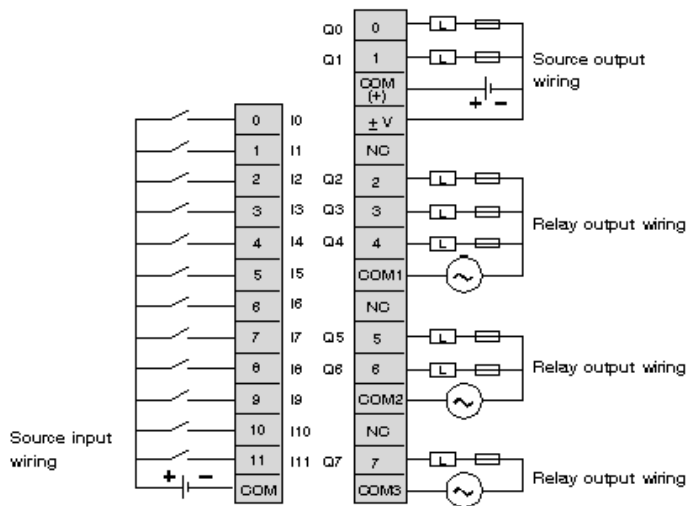 Q0 0 L
Q1 1 L
Source output
wiring
COM
(+)
+ −
0 I0 ± V
1 I1 NC
2 I2 Q2 2 L
3 I3 Q3 3 L
Relay output wiring
4 I4 Q4 4 L
5 I5 COM1
6 I6 NC
7 I7 Q5 5 L
8 I8 Q6 6 L
Relay output wiring
9 I9 COM2
10 I10 NC
Source input
wiring
11 I11 Q7 7 L
+ −
Relay output wiring
COM COM3